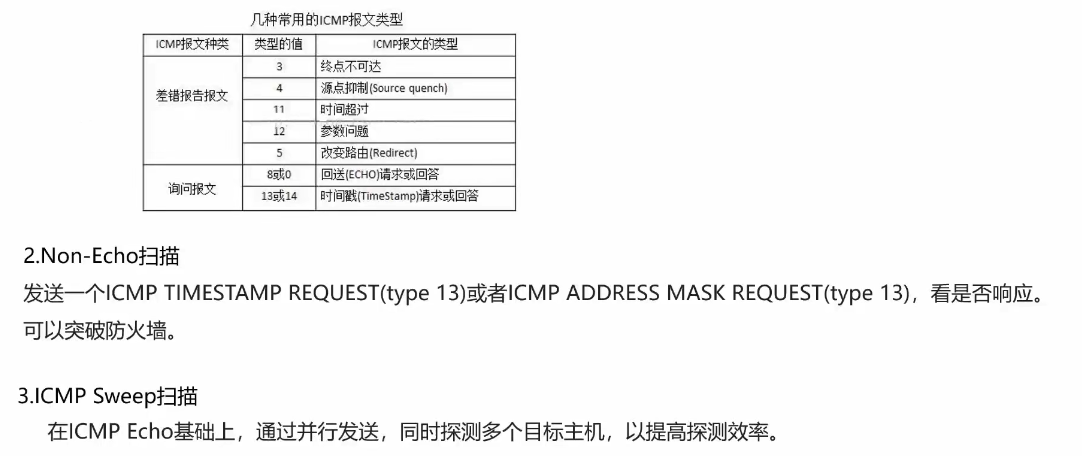 几种常用的ICMP报文类型
ICMP报文种类 类型的值 ICMP报文的类型
差错报告报文
3 终点不可达
4 源点抑制(Source quench)
11 时间超过
12 参数问题
5 改变路由(Redirect)
询问报文
8或0 回送(ECHO)请求或回答
13或14 时间戳(TimeStamp)请求或回答
2.Non-Echo扫描
发送一个ICMP TIMESTAMP REQUEST(type 13)或者ICMP ADDRESS MASK REQUEST(type 13)，看是否响应。
可以突破防火墙。
3.ICMP Sweep扫描
在ICMP Echo基础上，通过并行发送，同时探测多个目标主机，以提高探测效率。